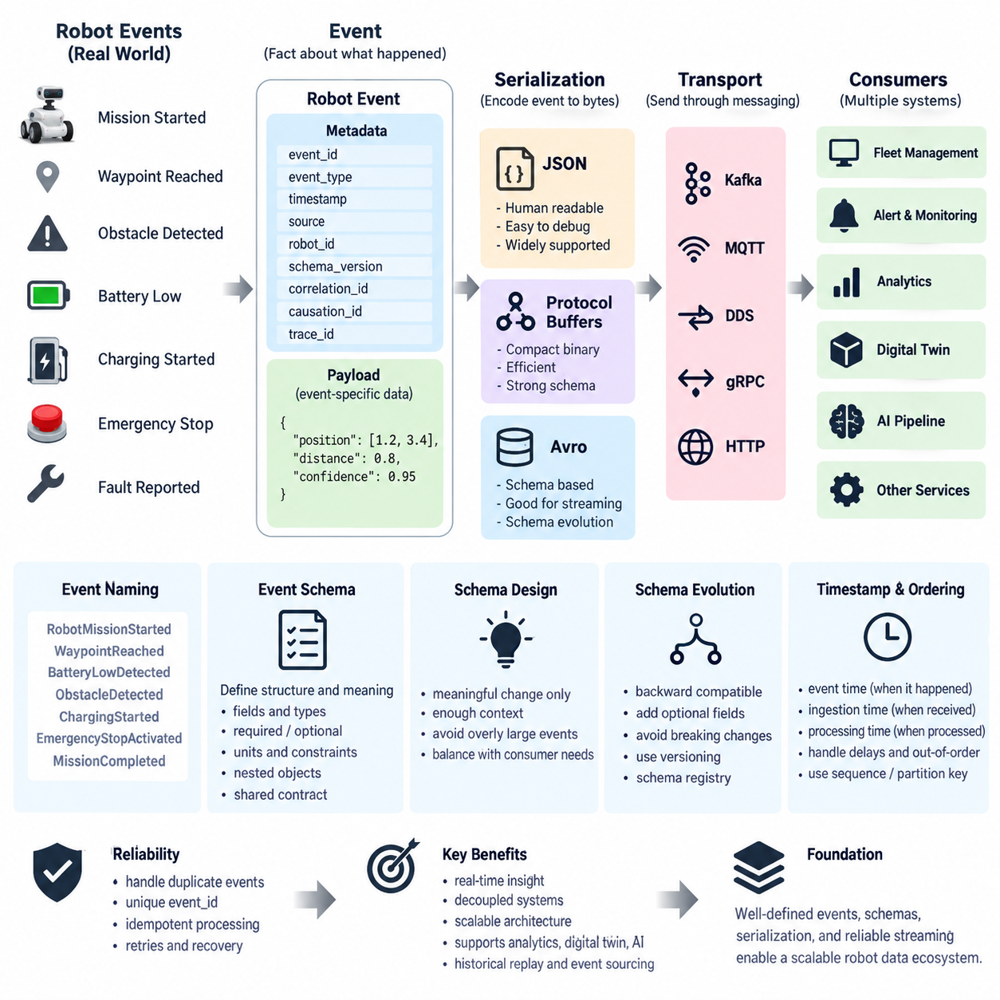 Robot Events
(Real World)
Mission Started
Waypoint Reached
Obstacle Detected
Battery Low
Charging Started
Emergency Stop
Fault Reported
Event
(Fact about what happened)
Robot Event
Metadata
event_id
event_type
timestamp
source
robot_id
schema_version
correlation_id
causation_id
trace_id
Payload
(event-specific data)
{
"position": [1.2, 3.4],
"distance": 0.8,
"confidence": 0.95
}
Serialization
(Encode event to bytes)
{}
JSON
- Human readable
- Easy to debug
- Widely supported
Protocol
Buffers
- Compact binary
- Efficient
- Strong schema
Avro
- Schema based
- Good for streaming
- Schema evolution
Transport
(Send through messaging)
Kafka
MQTT
DDS
gRPC
HTTP
Consumers
(Multiple systems)
Fleet Management
Alert & Monitoring
Analytics
Digital Twin
AI Pipeline
Other Services
Event Naming
RobotMissionStarted
WaypointReached
BatteryLowDetected
ObstacleDetected
ChargingStarted
EmergencyStopActivated
MissionCompleted
Event Schema
Define structure and meaning
• fields and types
• required / optional
• units and constraints
• nested objects
• shared contract
Schema Design
• meaningful change only
• enough context
• avoid overly large events
• balance with consumer needs
Schema Evolution
• backward compatible
• add optional fields
• avoid breaking changes
• use versioning
• schema registry
Timestamp & Ordering
• event time (when it happened)
• ingestion time (when received)
• processing time (when processed)
• handle delays and out-of-order
• use sequence / partition key
Reliability
• handle duplicate events
• unique event_id
• idempotent processing
• retries and recovery
Key Benefits
• real-time insight
• decoupled systems
• scalable architecture
• supports analytics, digital twin, AI
• historical replay and event sourcing
Foundation
Well-defined events, schemas,
serialization, and reliable streaming
enable a scalable robot data ecosystem.